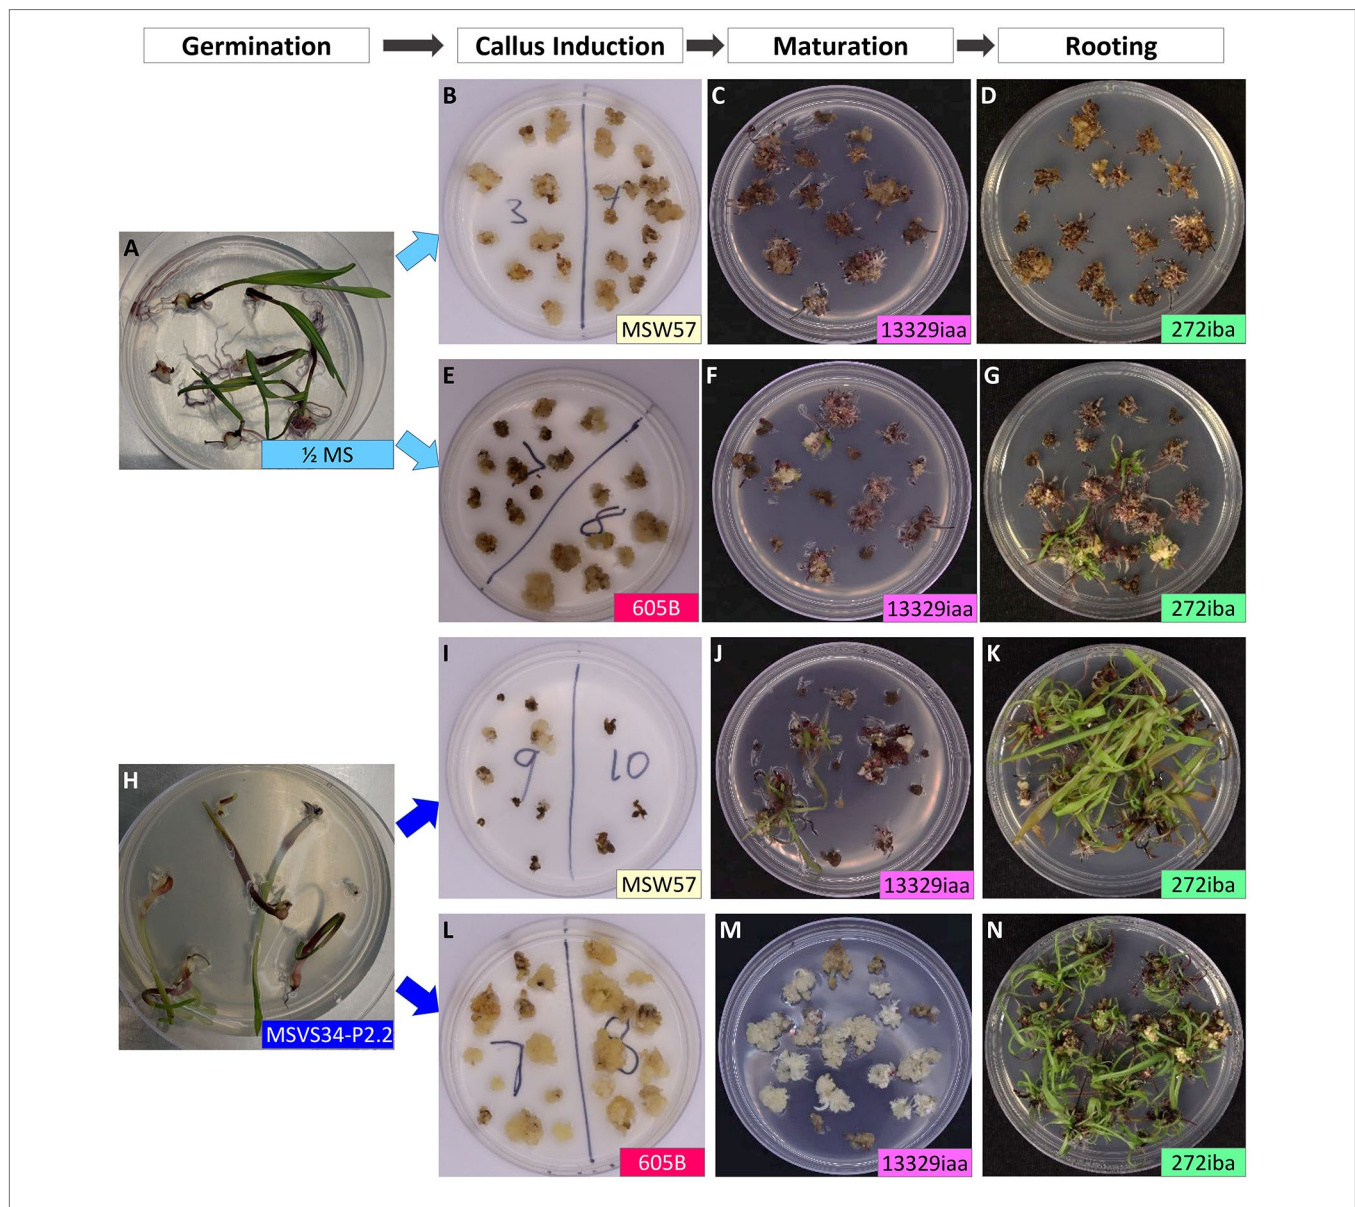 Germination
Callus Induction
Maturation
Rooting
A
½ MS
B
3
MSW57
C
13329iaa
D
272iba
E
7
8
605B
F
13329iaa
G
272iba
H
MSVS34-P2.2
I
9
10
MSW57
J
13329iaa
K
272iba
L
7
8
605B
M
13329iaa
N
272iba